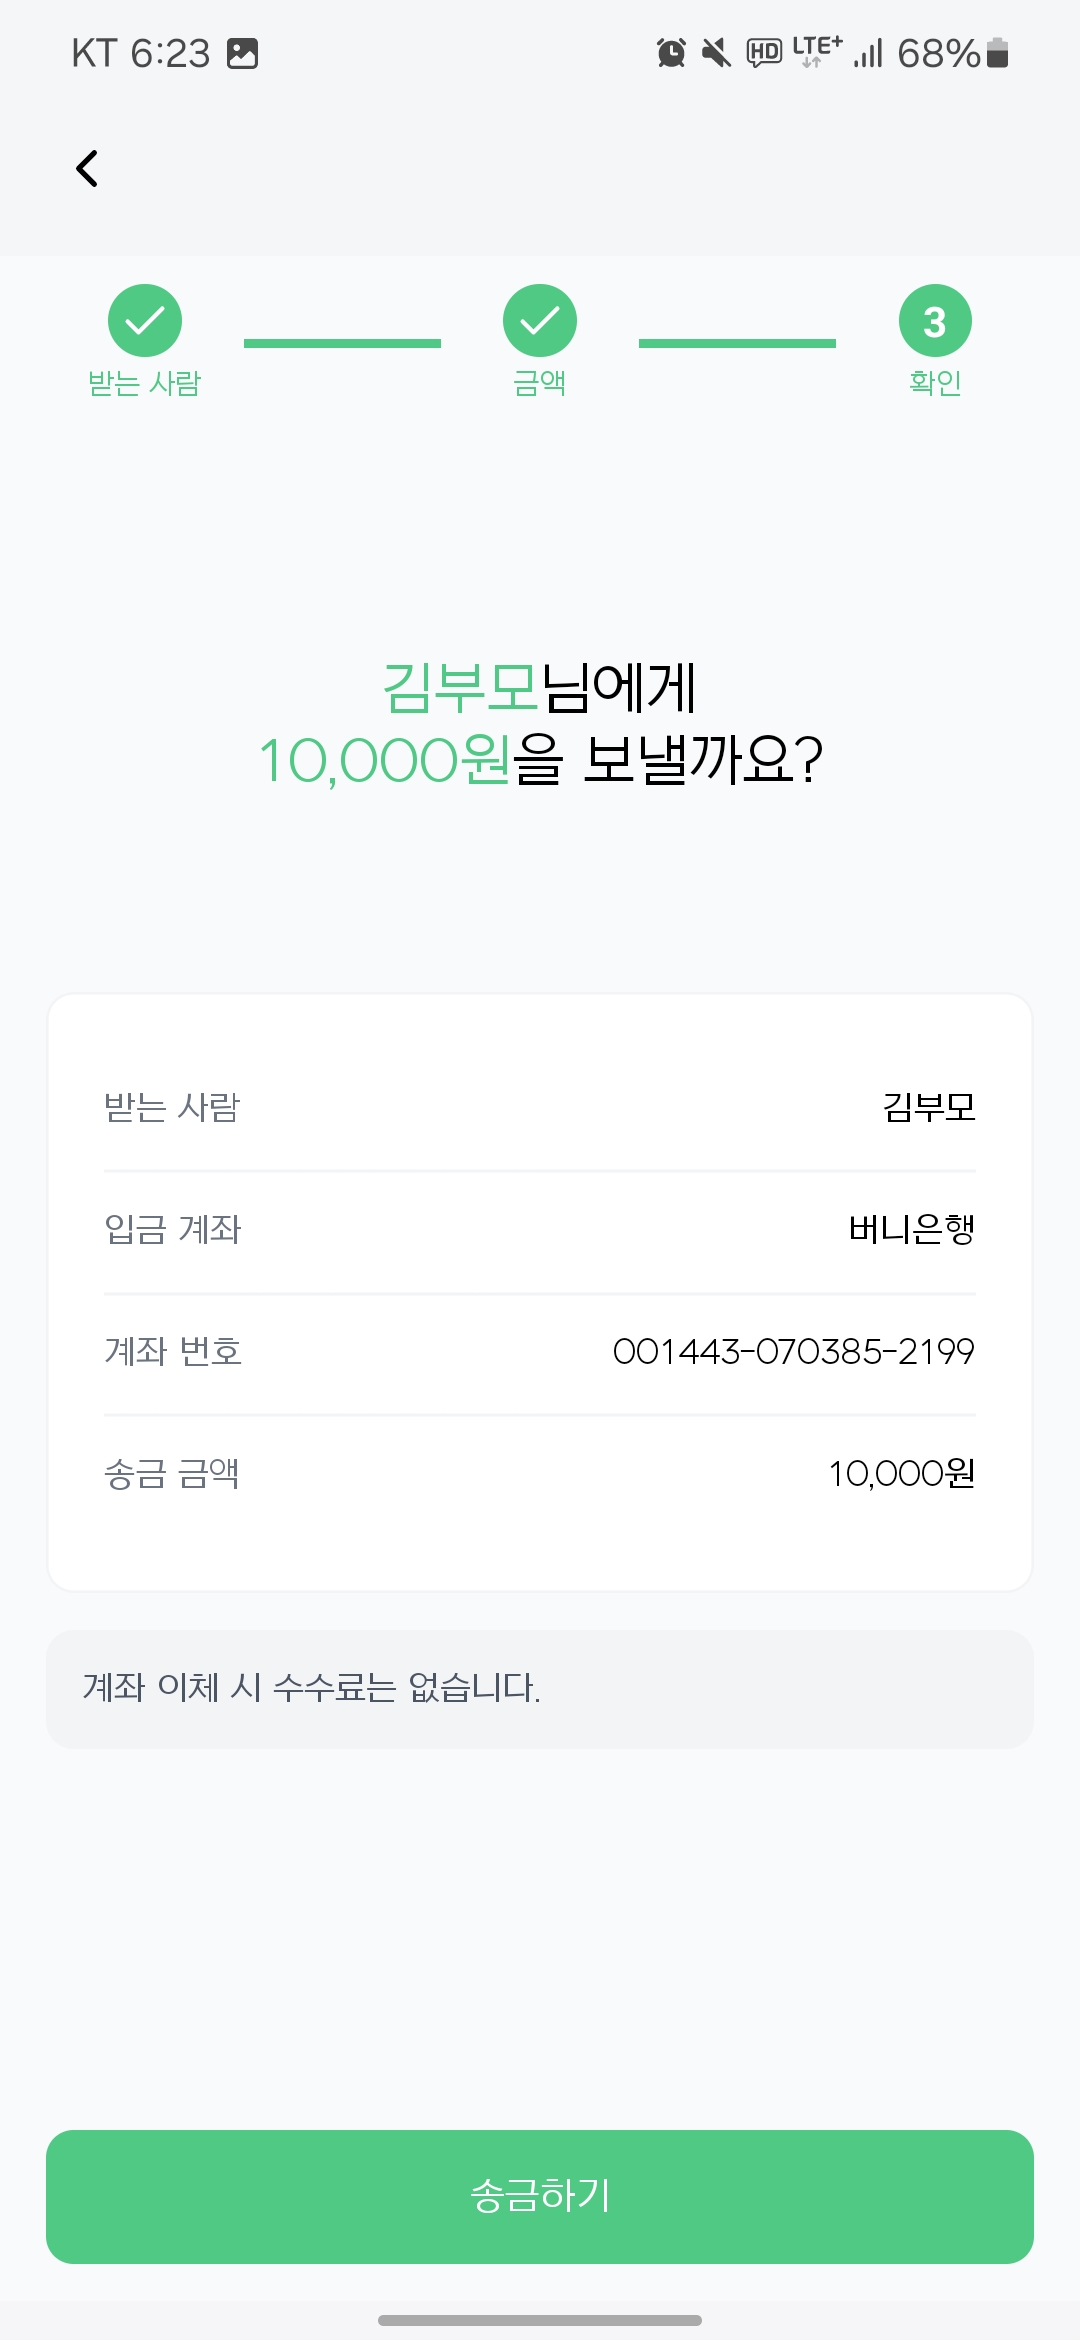 KT 6:23
HD LTE+ 68%
3
받는 사람 금액 확인
김부모님에게
10,000원을 보낼까요?
받는 사람 김부모
입금 계좌 버니은행
계좌 번호 001443-070385-2199
송금 금액 10,000원
계좌 이체 시 수수료는 없습니다.
송금하기